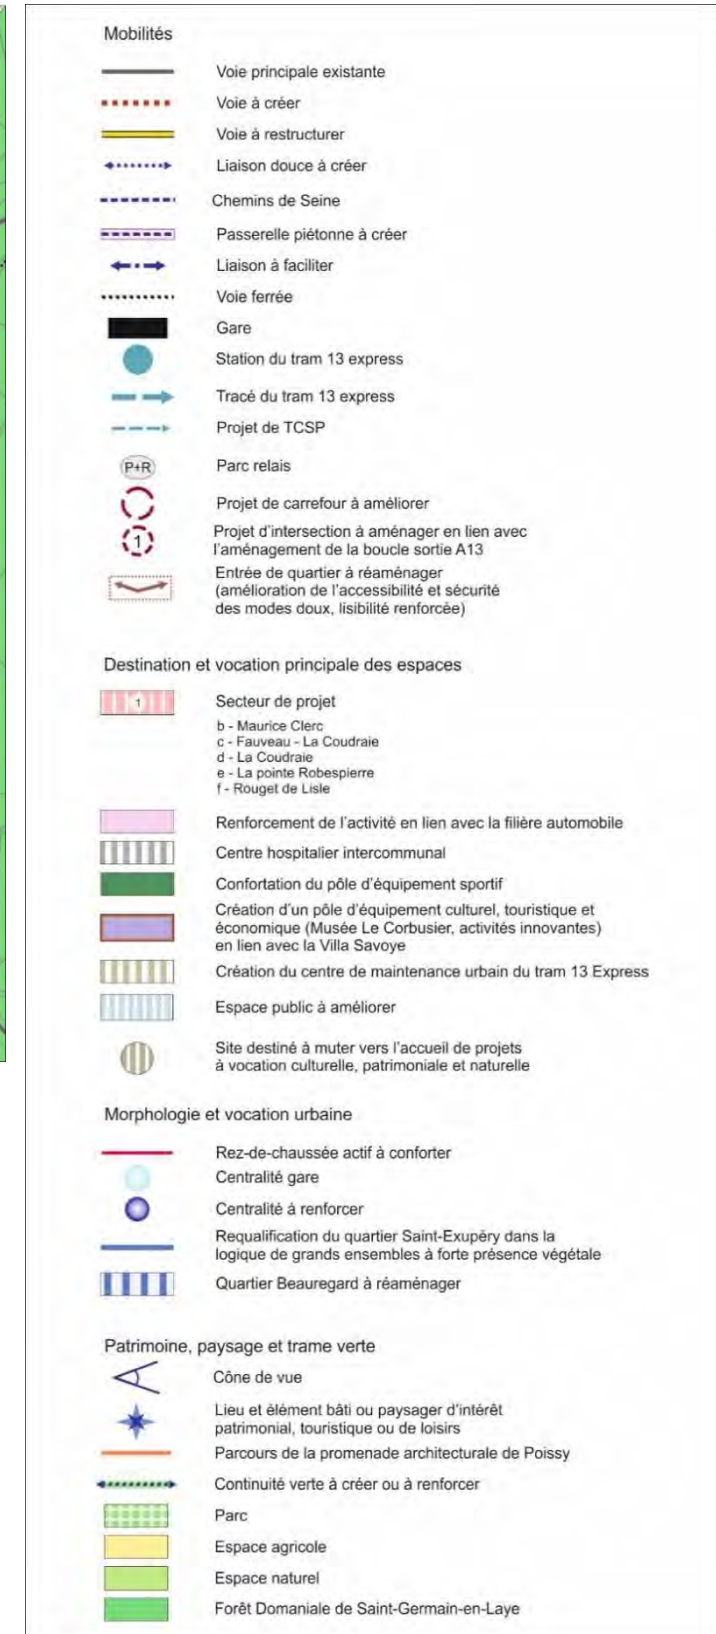 Mobilités
Voie principale existante
Voie à créer
Voie à restructurer
Liaison douce à créer
Chemins de Seine
Passerelle piétonne à créer
Liaison à faciliter
Voie ferrée
Gare
Station du tram 13 express
Tracé du tram 13 express
Projet de TCSP
P+R Parc relais
Projet de carrefour à améliorer
1 Projet d'intersection à aménager en lien avec
l'aménagement de la boucle sortie A13
Entrée de quartier à réaménager
(amélioration de l'accessibilité et sécurité
des modes doux, lisibilité renforcée)
Destination et vocation principale des espaces
1 Secteur de projet
b - Maurice Clerc
c - Fauveau - La Coudraie
d - La Coudraie
e - La pointe Robespierre
f - Rouget de Lisle
Renforcement de l'activité en lien avec la filière automobile
Centre hospitalier intercommunal
Confortation du pôle d'équipement sportif
Création d'un pôle d'équipement culturel, touristique et
économique (Musée Le Corbusier, activités innovantes)
en lien avec la Villa Savoye
Création du centre de maintenance urbain du tram 13 Express
Espace public à améliorer
Site destiné à muter vers l'accueil de projets
à vocation culturelle, patrimoniale et naturelle
Morphologie et vocation urbaine
Rez-de-chaussée actif à conforter
Centralité gare
Centralité à renforcer
Requalification du quartier Saint-Exupéry dans la
logique de grands ensembles à forte présence végétale
Quartier Beauregard à réaménager
Patrimoine, paysage et trame verte
Cône de vue
Lieu et élément bâti ou paysager d'intérêt
patrimonial, touristique ou de loisirs
Parcours de la promenade architecturale de Poissy
Continuité verte à créer ou à renforcer
Parc
Espace agricole
Espace naturel
Forêt Domaniale de Saint-Germain-en-Laye